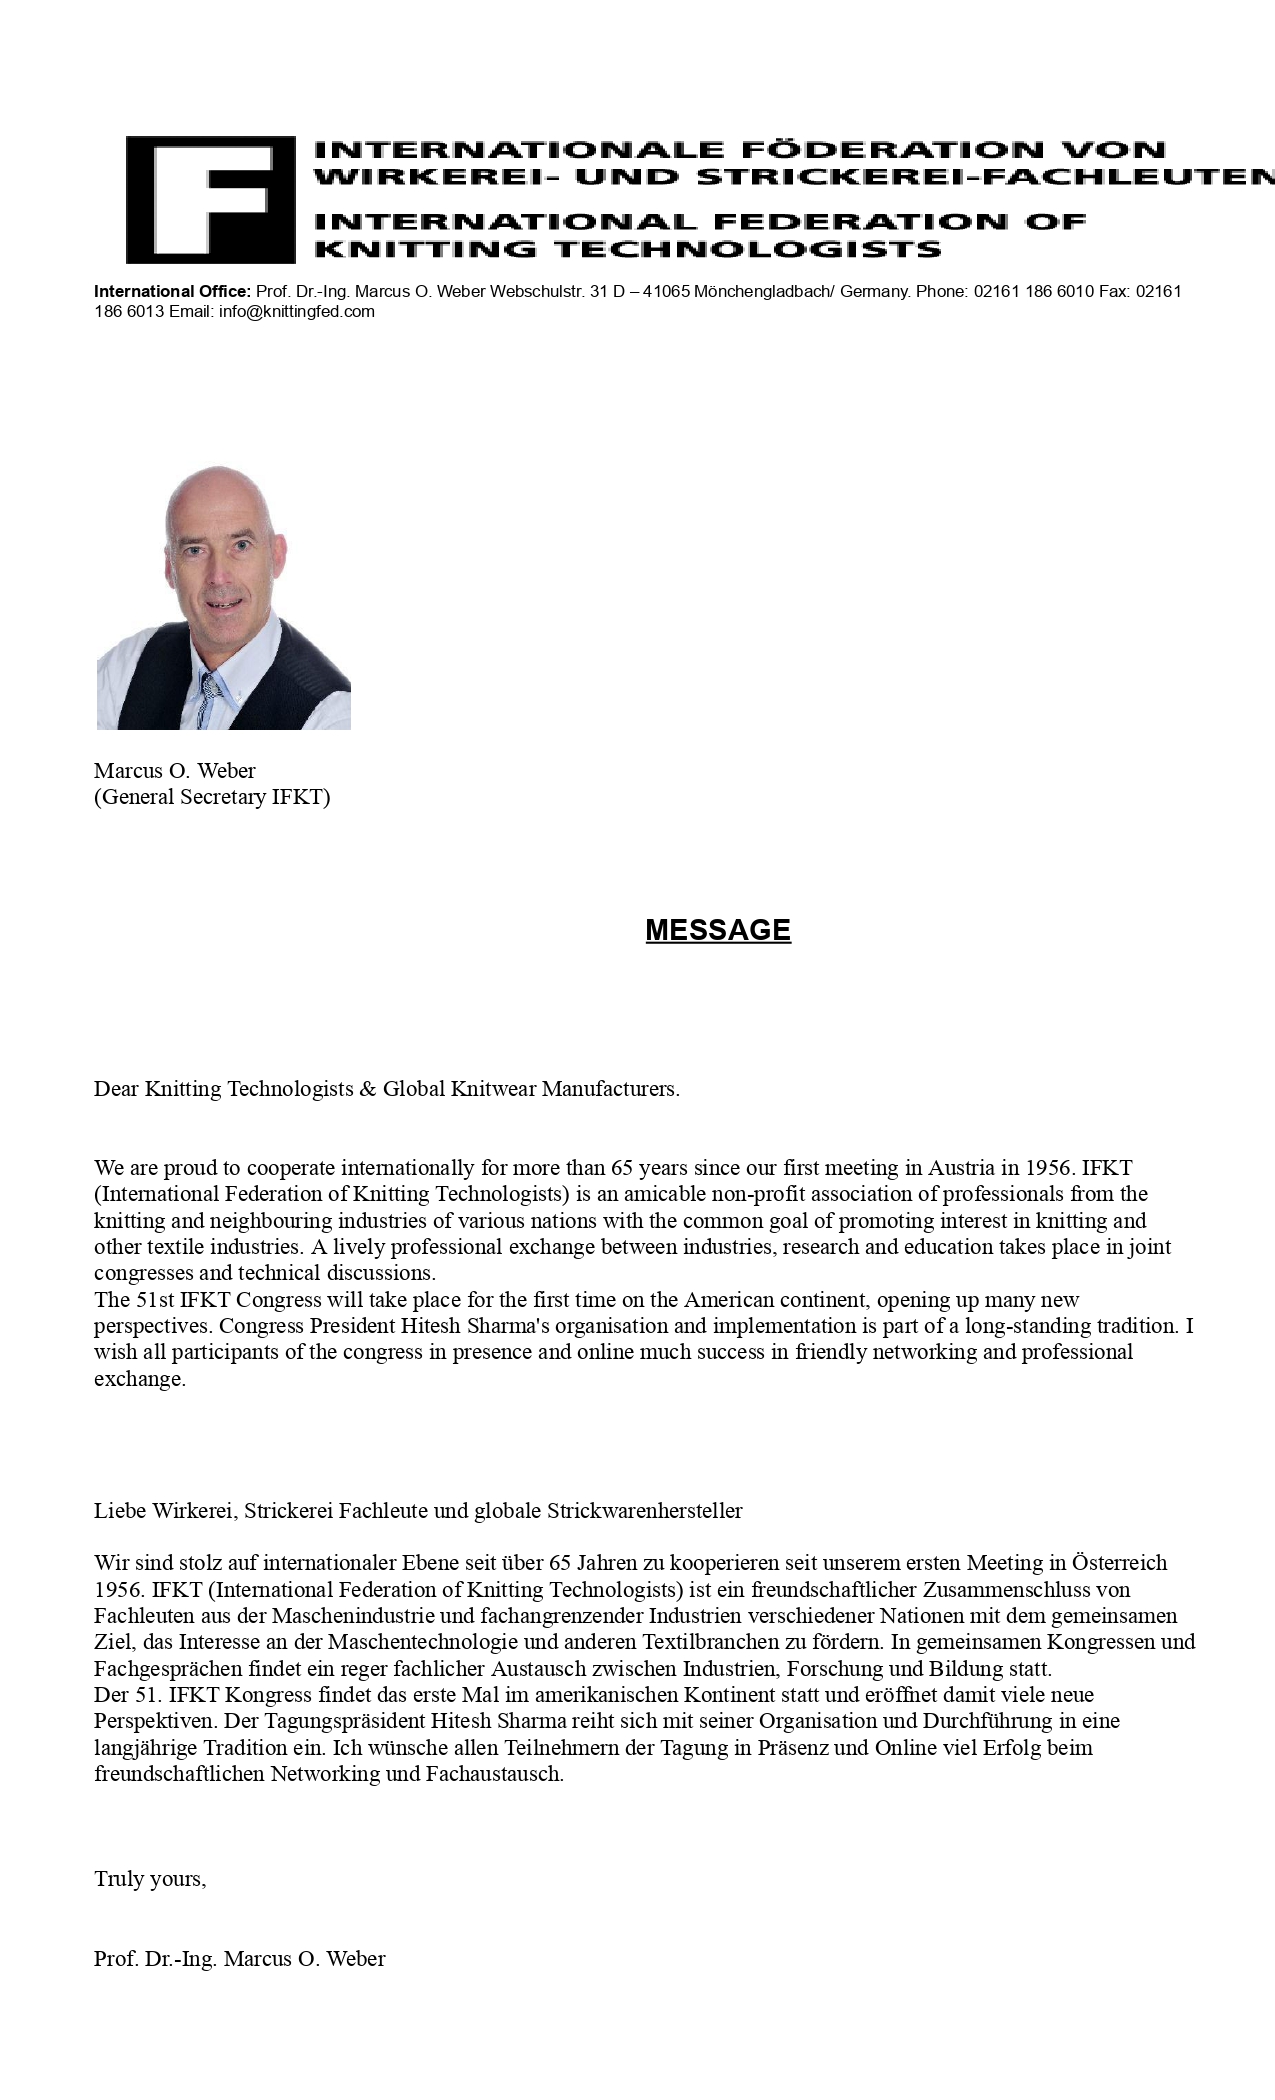 INTERNATIONALE FÖDERATION VON
WIRKEREI- UND STRICKEREI-FACHLEUTEN
INTERNATIONAL FEDERATION OF
KNITTING TECHNOLOGISTS
International Office: Prof. Dr.-Ing. Marcus O. Weber Webschulstr. 31 D – 41065 Mönchengladbach/ Germany. Phone: 02161 186 6010 Fax: 02161
186 6013 Email: info@knittingfed.com
Marcus O. Weber
(General Secretary IFKT)
MESSAGE
Dear Knitting Technologists & Global Knitwear Manufacturers.
We are proud to cooperate internationally for more than 65 years since our first meeting in Austria in 1956. IFKT
(International Federation of Knitting Technologists) is an amicable non-profit association of professionals from the
knitting and neighbouring industries of various nations with the common goal of promoting interest in knitting and
other textile industries. A lively professional exchange between industries, research and education takes place in joint
congresses and technical discussions.
The 51st IFKT Congress will take place for the first time on the American continent, opening up many new
perspectives. Congress President Hitesh Sharma's organisation and implementation is part of a long-standing tradition. I
wish all participants of the congress in presence and online much success in friendly networking and professional
exchange.
Liebe Wirkerei, Strickerei Fachleute und globale Strickwarenhersteller
Wir sind stolz auf internationaler Ebene seit über 65 Jahren zu kooperieren seit unserem ersten Meeting in Österreich
1956. IFKT (International Federation of Knitting Technologists) ist ein freundschaftlicher Zusammenschluss von
Fachleuten aus der Maschenindustrie und fachangrenzender Industrien verschiedener Nationen mit dem gemeinsamen
Ziel, das Interesse an der Maschentechnologie und anderen Textilbranchen zu fördern. In gemeinsamen Kongressen und
Fachgesprächen findet ein reger fachlicher Austausch zwischen Industrien, Forschung und Bildung statt.
Der 51. IFKT Kongress findet das erste Mal im amerikanischen Kontinent statt und eröffnet damit viele neue
Perspektiven. Der Tagungspräsident Hitesh Sharma reiht sich mit seiner Organisation und Durchführung in eine
langjährige Tradition ein. Ich wünsche allen Teilnehmern der Tagung in Präsenz und Online viel Erfolg beim
freundschaftlichen Networking und Fachaustausch.
Truly yours,
Prof. Dr.-Ing. Marcus O. Weber